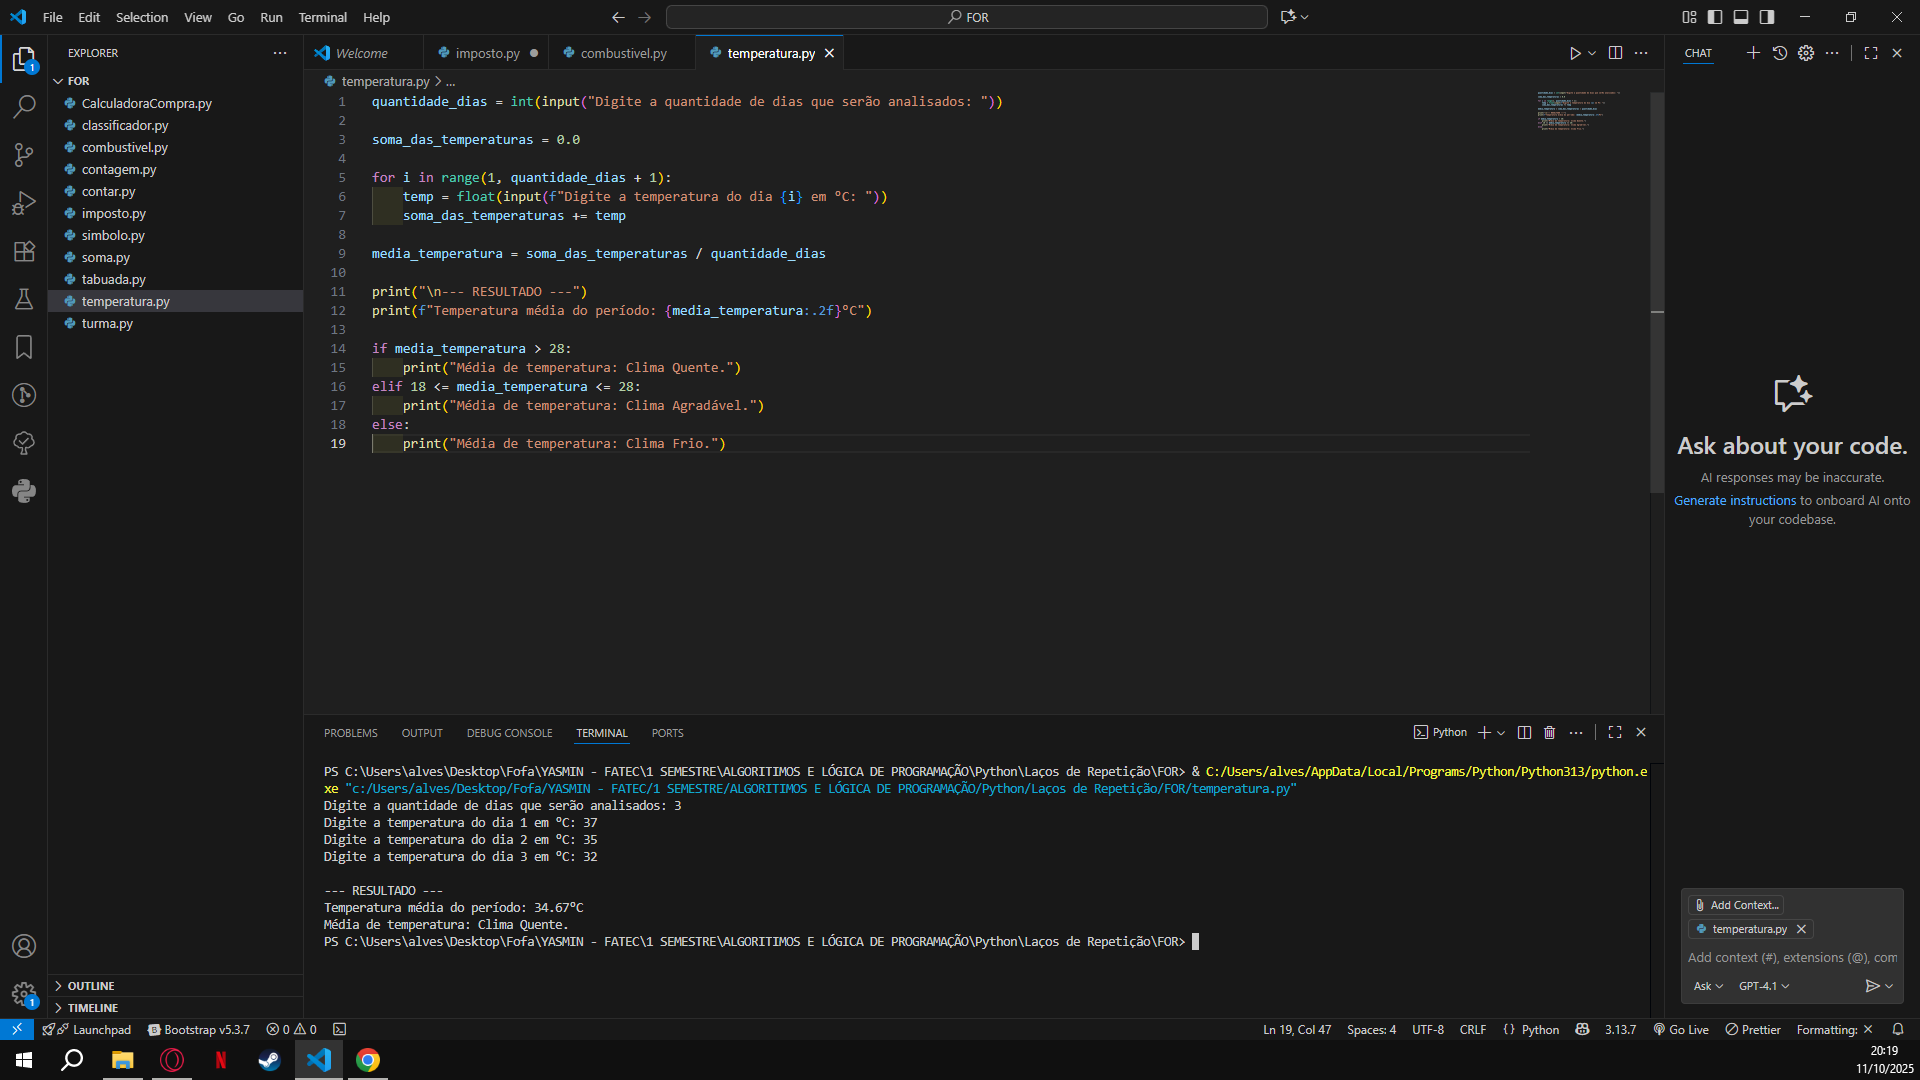 File Edit Selection View Go Run Terminal Help
FOR
EXPLORER
FOR
CalculadoraCompra.py
classificador.py
combustivel.py
contagem.py
contar.py
imposto.py
simbolo.py
soma.py
tabuada.py
temperatura.py
turma.py
OUTLINE
TIMELINE
Welcome imposto.py combustivel.py temperatura.py
temperatura.py > ...
1 quantidade_dias = int(input("Digite a quantidade de dias que serão analisados: "))
2
3 soma_das_temperaturas = 0.0
4
5 for i in range(1, quantidade_dias + 1):
6 temp = float(input(f"Digite a temperatura do dia {i} em ºC: "))
7 soma_das_temperaturas += temp
8
9 media_temperatura = soma_das_temperaturas / quantidade_dias
10
11 print("\n--- RESULTADO ---")
12 print(f"Temperatura média do período: {media_temperatura:.2f}ºC")
13
14 if media_temperatura > 28:
15 print("Média de temperatura: Clima Quente.")
16 elif 18 <= media_temperatura <= 28:
17 print("Média de temperatura: Clima Agradável.")
18 else:
19 print("Média de temperatura: Clima Frio.")
PROBLEMS OUTPUT DEBUG CONSOLE TERMINAL PORTS
Python
PS C:\Users\alves\Desktop\Fofa\YASMIN - FATEC\1 SEMESTRE\ALGORITIMOS E LÓGICA DE PROGRAMAÇÃO\Python\Laços de Repetição\FOR> & C:/Users/alves/AppData/Local/Programs/Python/Python313/python.e
xe "c:/Users/alves/Desktop/Fofa/YASMIN - FATEC/1 SEMESTRE/ALGORITIMOS E LÓGICA DE PROGRAMAÇÃO/Python/Laços de Repetição/FOR/temperatura.py"
Digite a quantidade de dias que serão analisados: 3
Digite a temperatura do dia 1 em ºC: 37
Digite a temperatura do dia 2 em ºC: 35
Digite a temperatura do dia 3 em ºC: 32
--- RESULTADO ---
Temperatura média do período: 34.67ºC
Média de temperatura: Clima Quente.
PS C:\Users\alves\Desktop\Fofa\YASMIN - FATEC\1 SEMESTRE\ALGORITIMOS E LÓGICA DE PROGRAMAÇÃO\Python\Laços de Repetição\FOR>
CHAT
Ask about your code.
AI responses may be inaccurate.
Generate instructions to onboard AI onto
your codebase.
Add Context...
temperatura.py
Add context (#), extensions (@), com
Ask GPT-4.1
1
1
Launchpad Bootstrap v5.3.7 0 0
Ln 19, Col 47 Spaces: 4 UTF-8 CRLF {} Python 3.13.7 Go Live Prettier Formatting: ×
20:19
11/10/2025